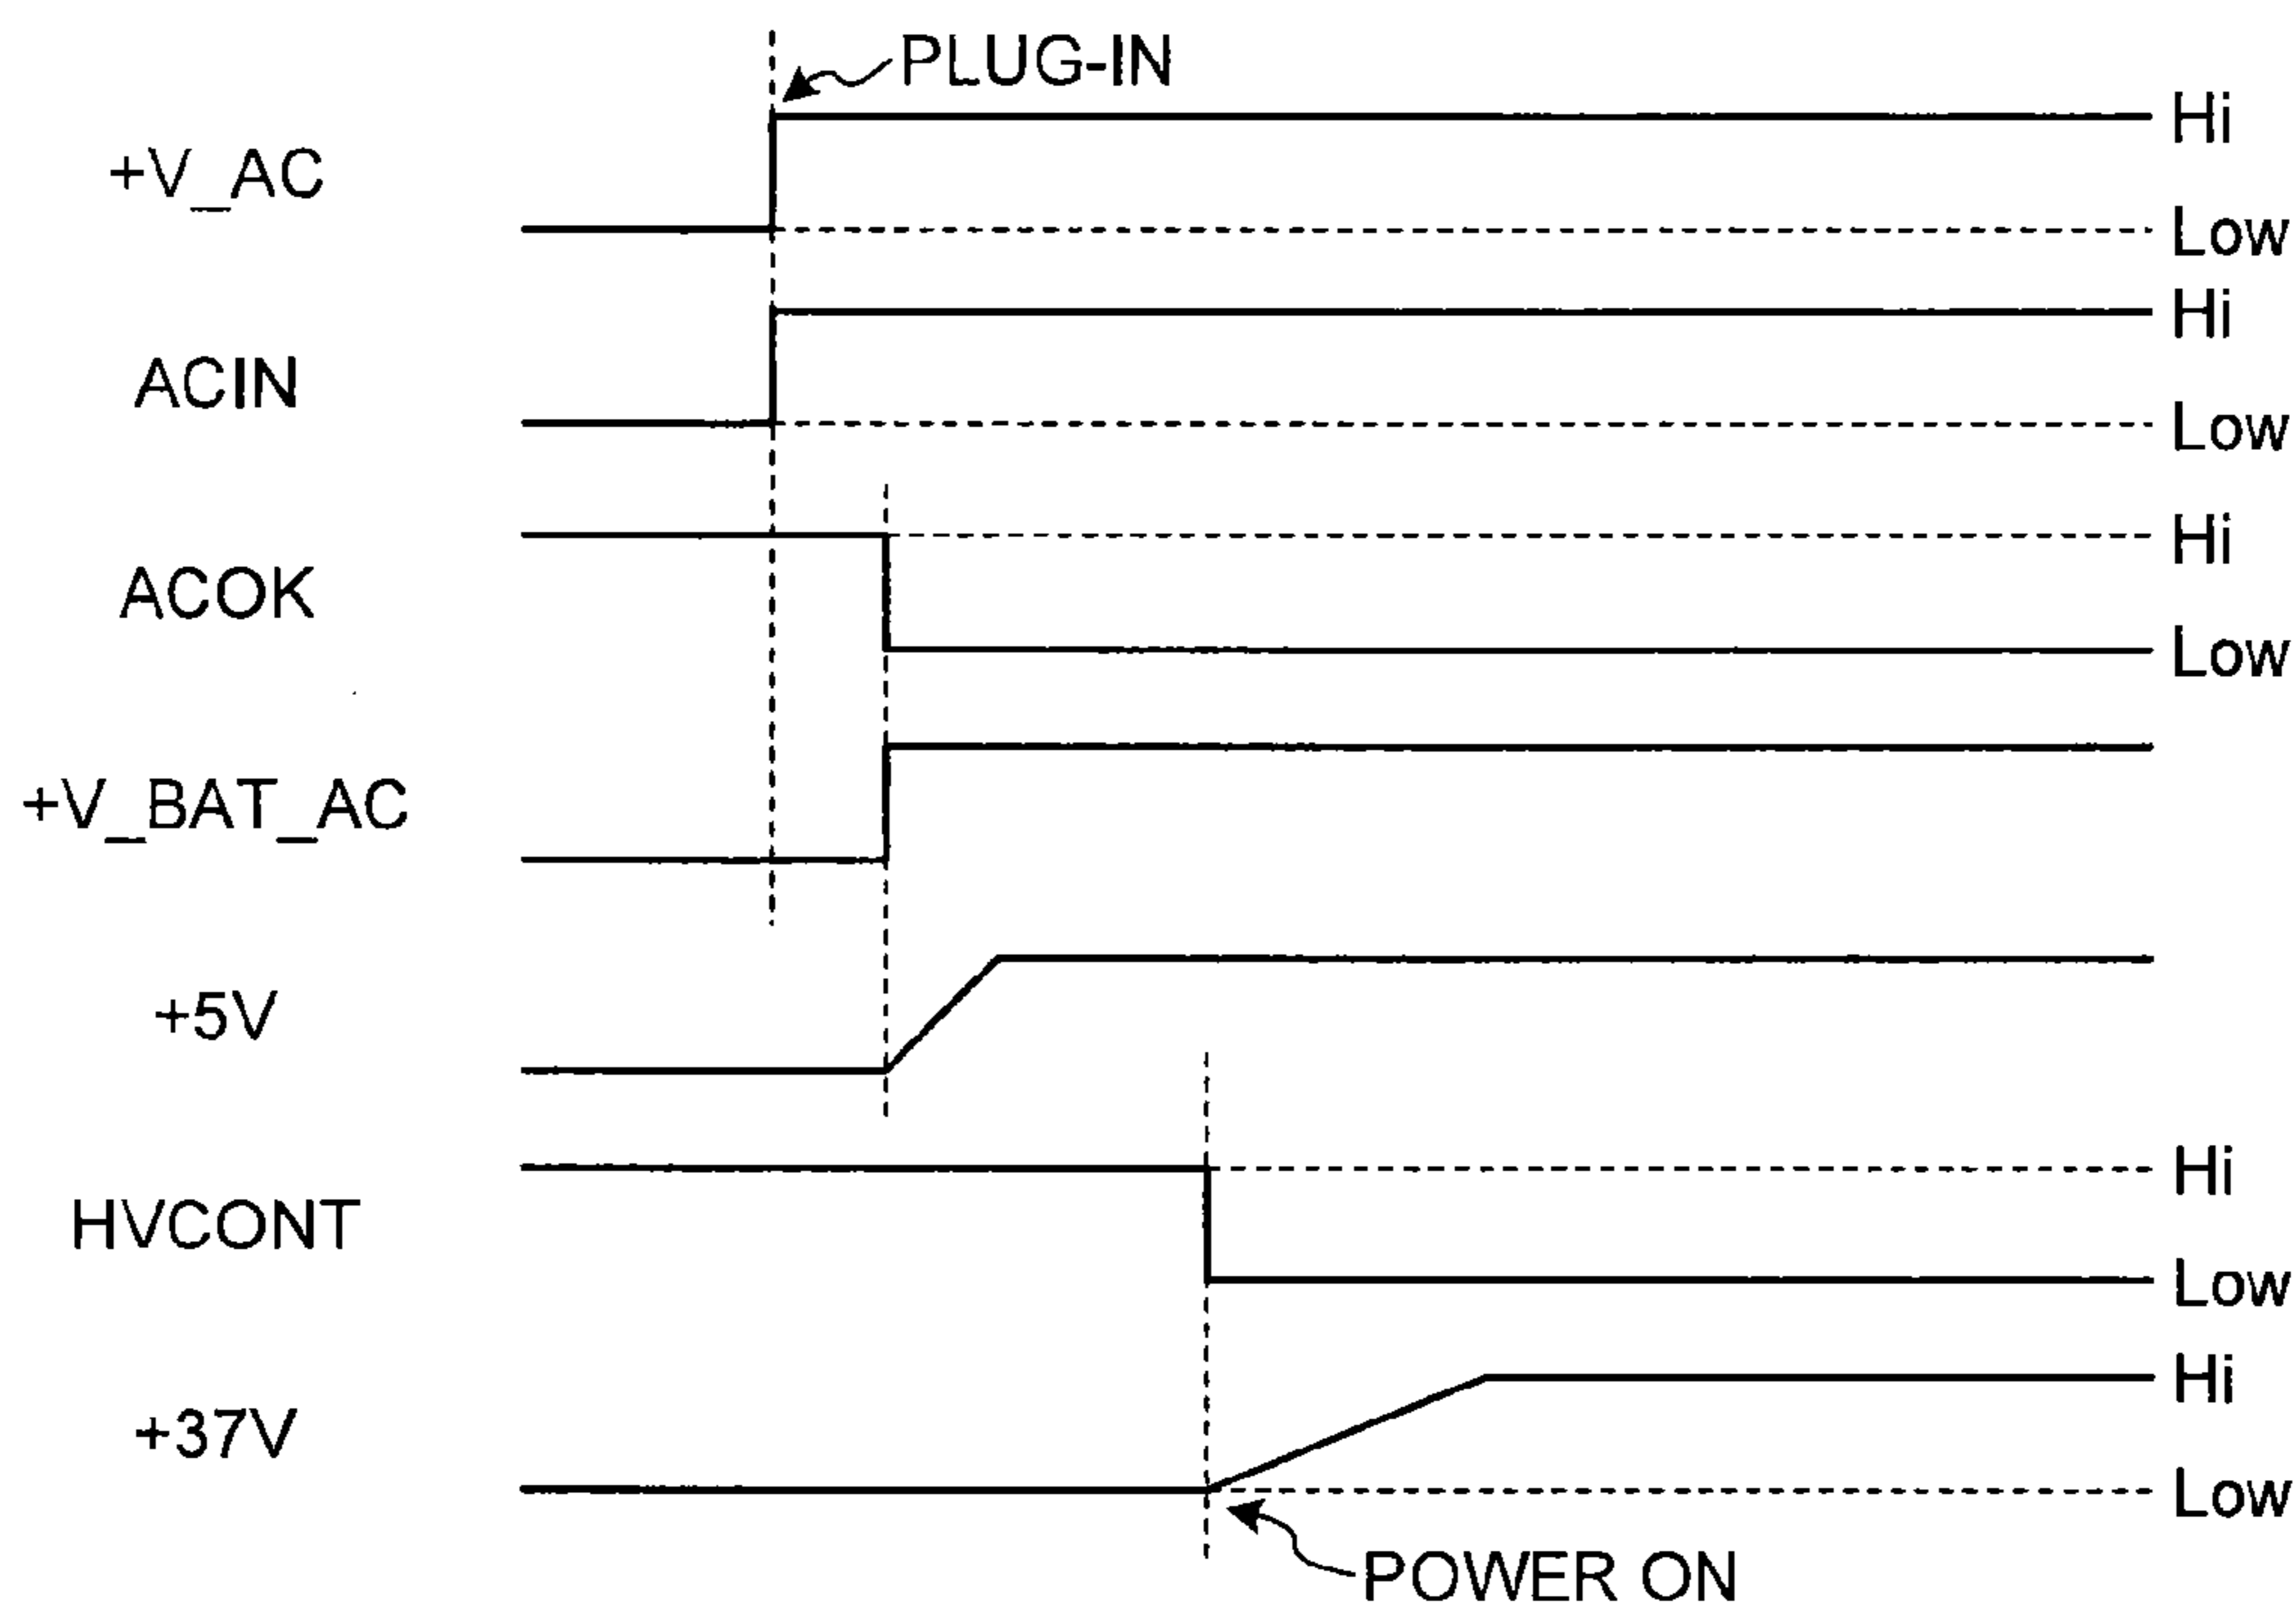 PLUG-IN
+V_AC
Hi
Low
ACIN
Hi
Low
ACOK
Hi
Low
+V_BAT_AC
+5V
HVCONT
Hi
Low
+37V
Hi
Low
POWER ON